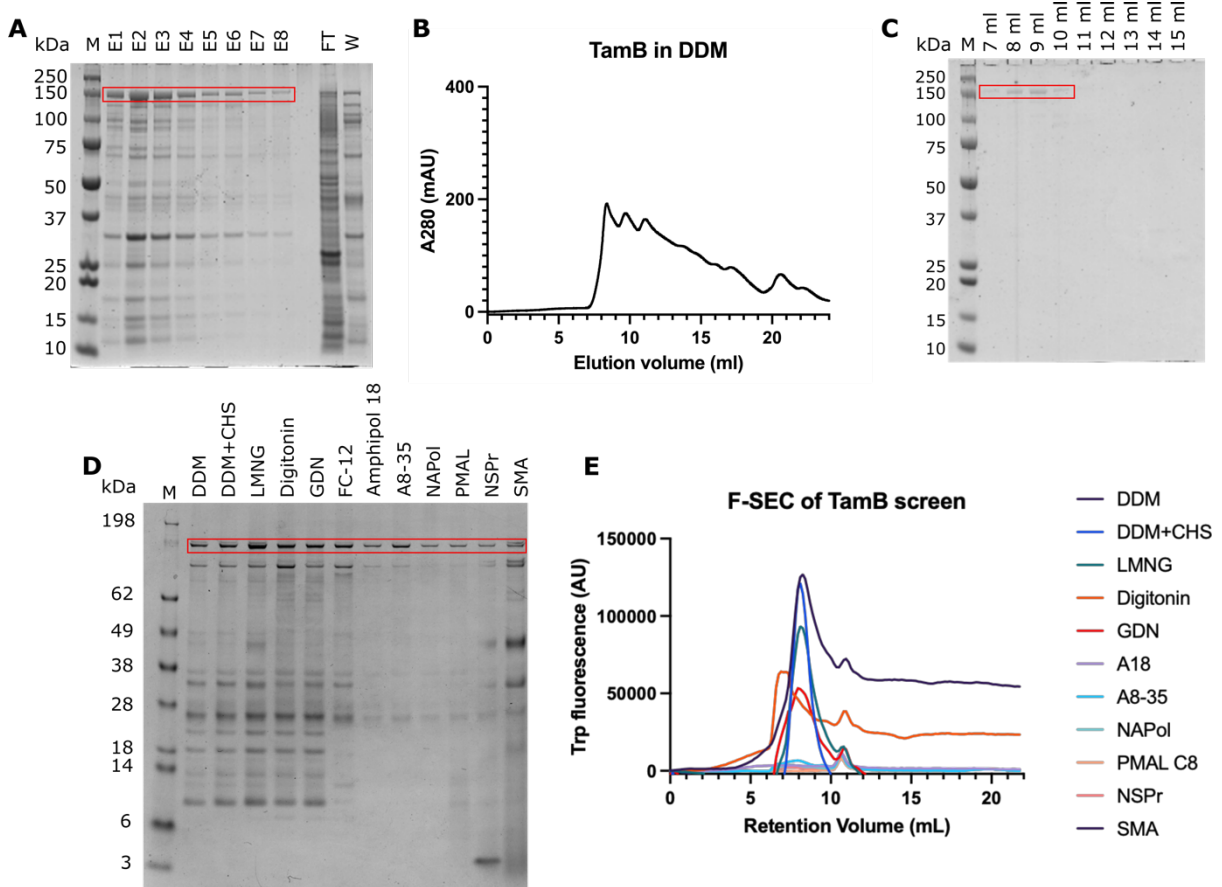 A
kDa M E1 E2 E3 E4 E5 E6 E7 E8 FT W
250
150
100
75
50
37
25
20
15
10
B
TamB in DDM
A280 (mAU)
400
200
0
0 5 10 15 20
Elution volume (ml)
C
kDa M 7 ml 8 ml 9 ml 10 ml 11 ml 12 ml 13 ml 14 ml 15 ml
250
150
100
75
50
37
25
20
15
10
D
kDa M DDM DDM+CHS LMNG Digitonin GDN FC-12 Amphipol 18 A8-35 NAPol PMAL NSPr SMA
198
62
49
38
28
18
14
6
3
E
F-SEC of TamB screen
Trp fluorescence (AU)
150000
100000
50000
0
0 5 10 15 20
Retention Volume (mL)
DDM
DDM+CHS
LMNG
Digitonin
GDN
A18
A8-35
NAPol
PMAL C8
NSPr
SMA